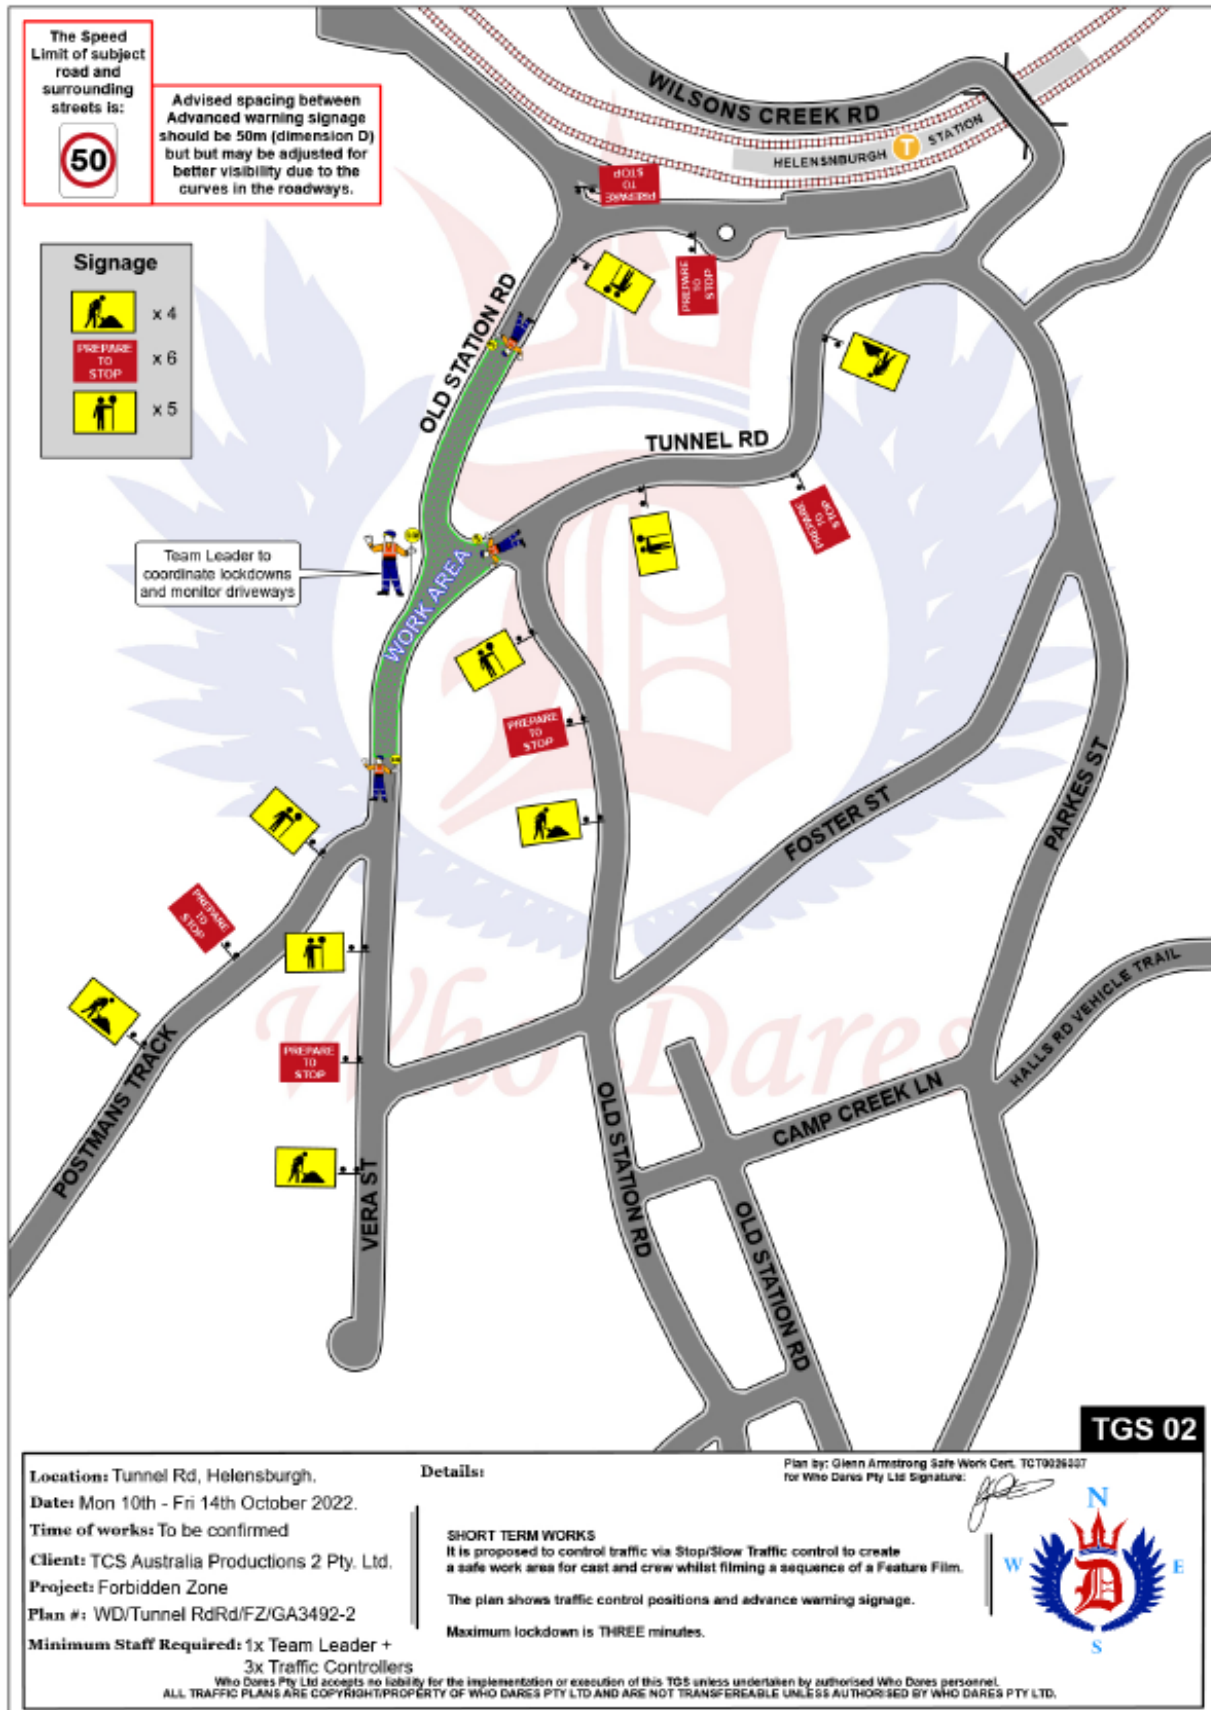 The Speed
Limit of subject
road and
surrounding
streets is:
50
Advised spacing between
Advanced warning signage
should be 50m (dimension D)
but but may be adjusted for
better visibility due to the
curves in the roadways.
Signage
x 4
PREPARE
TO
STOP
x 6
x 5
WILSONS CREEK RD
HELENSNBURGH
T
STATION
PREPARE
TO
STOP
PREPARE
TO
STOP
OLD STATION RD
TUNNEL RD
PREPARE
TO
STOP
Team Leader to
coordinate lockdowns
and monitor driveways
WORK AREA
PREPARE
TO
STOP
FOSTER ST
PARKES ST
PREPARE
TO
STOP
Who Dares
HALLS RD VEHICLE TRAIL
PREPARE
TO
STOP
POSTMANS TRACK
VERA ST
OLD STATION RD
CAMP CREEK LN
OLD STATION RD
TGS 02
Location: Tunnel Rd, Helensburgh.
Date: Mon 10th - Fri 14th October 2022.
Time of works: To be confirmed
Client: TCS Australia Productions 2 Pty. Ltd.
Project: Forbidden Zone
Plan #: WD/Tunnel RdRd/FZ/GA3492-2
Minimum Staff Required: 1x Team Leader +
3x Traffic Controllers
Details:
SHORT TERM WORKS
It is proposed to control traffic via Stop/Slow Traffic control to create
a safe work area for cast and crew whilst filming a sequence of a Feature Film.
The plan shows traffic control positions and advance warning signage.
Maximum lockdown is THREE minutes.
Plan by: Glenn Armstrong Safe Work Cert.
for Who Dares Pty Ltd Signature:
N
W
E
S
D
Who Dares Pty Ltd accepts no liability for the implementation or execution of this TGS unless undertaken by authorised Who Dares personnel.
ALL TRAFFIC PLANS ARE COPYRIGHT/PROPERTY OF WHO DARES PTY LTD AND ARE NOT TRANSFEREABLE UNLESS AUTHORISED BY WHO DARES PTY LTD.